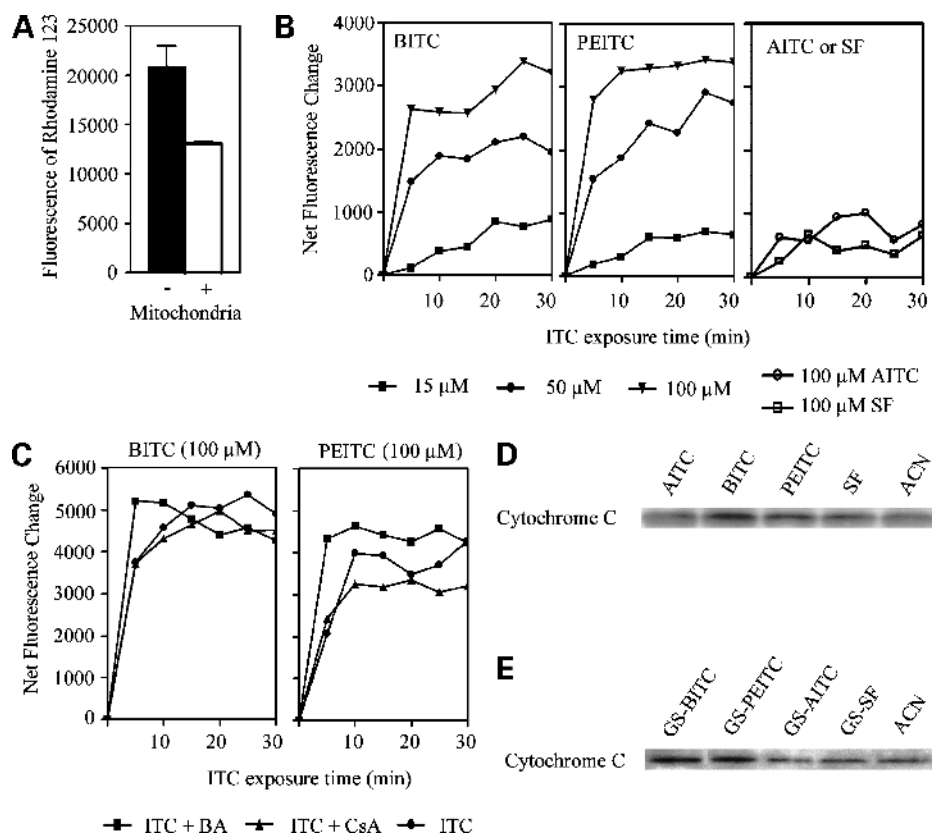 A
Fluorescence of Rhodamine 123
25000
20000
15000
10000
5000
0
- +
Mitochondria
B
Net Fluorescence Change
4000
3000
2000
1000
0
BITC
PEITC
AITC or SF
10 20 30
10 20 30
10 20 30
ITC exposure time (min)
15 µM
50 µM
100 µM
100 µM AITC
100 µM SF
C
BITC (100 µM)
PEITC (100 µM)
Net Fluorescence Change
6000
5000
4000
3000
2000
1000
0
10 20 30
10 20 30
ITC exposure time (min)
ITC + BA
ITC + CsA
ITC
D
AITC
BITC
PEITC
SF
ACN
Cytochrome C
E
GS-BITC
GS-PEITC
GS-AITC
GS-SF
ACN
Cytochrome C